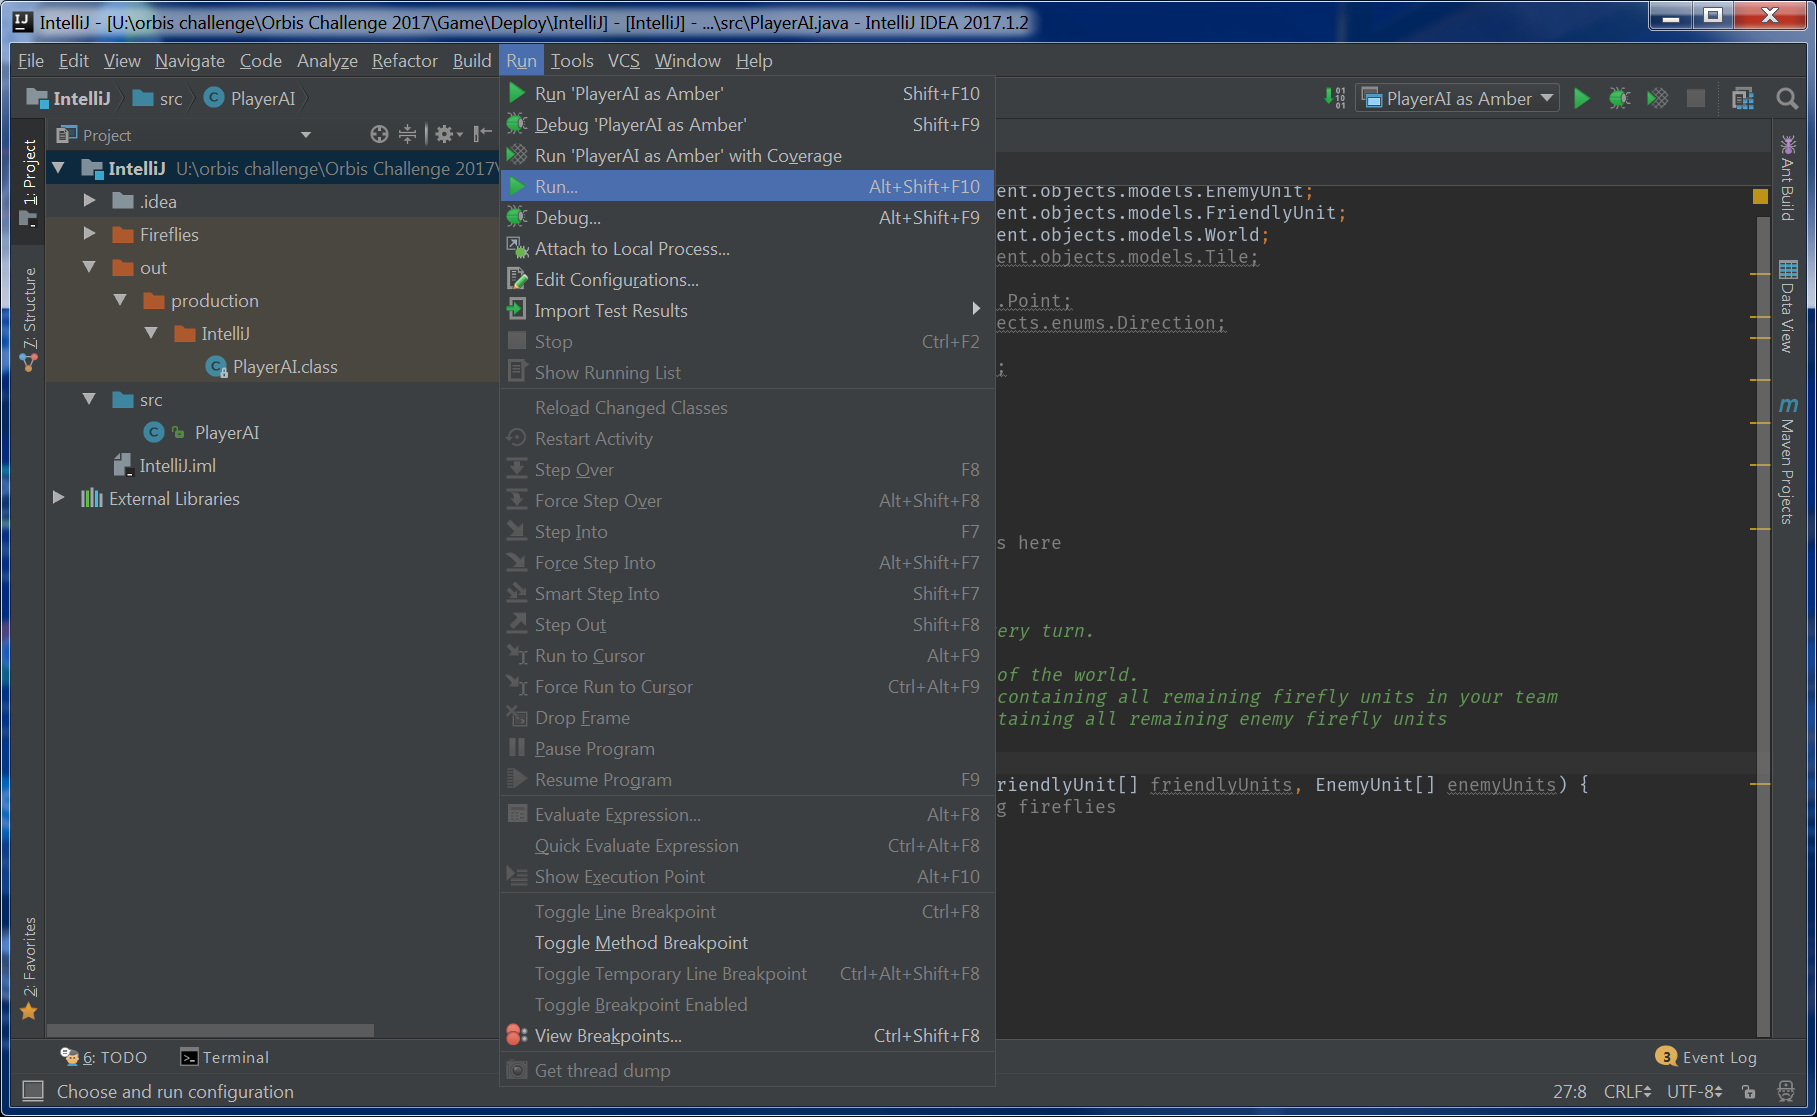 IntelliJ - [U:\orbis challenge\Orbis Challenge 2017\Game\Deploy\IntelliJ] - [IntelliJ] - ...\src\PlayerAI.java - IntelliJ IDEA 2017.1.2
File Edit View Navigate Code Analyze Refactor Build Run Tools VCS Window Help
IntelliJ src PlayerAI
PlayerAI as Amber
Project
IntelliJ U:\orbis challenge\Orbis Challenge 2017\
.idea
Fireflies
out
production
IntelliJ
PlayerAI.class
src
PlayerAI
IntelliJ.iml
External Libraries
1: Project
7: Structure
2: Favorites
Run 'PlayerAI as Amber' Shift+F10
Debug 'PlayerAI as Amber' Shift+F9
Run 'PlayerAI as Amber' with Coverage
Run... Alt+Shift+F10
Debug... Alt+Shift+F9
Attach to Local Process...
Edit Configurations...
Import Test Results
Stop Ctrl+F2
Show Running List
Reload Changed Classes
Restart Activity
Step Over F8
Force Step Over Alt+Shift+F8
Step Into F7
Force Step Into Alt+Shift+F7
Smart Step Into Shift+F7
Step Out Shift+F8
Run to Cursor Alt+F9
Force Run to Cursor Ctrl+Alt+F9
Drop Frame
Pause Program
Resume Program F9
Evaluate Expression... Alt+F8
Quick Evaluate Expression Ctrl+Alt+F8
Show Execution Point Alt+F10
Toggle Line Breakpoint Ctrl+F8
Toggle Method Breakpoint
Toggle Temporary Line Breakpoint Ctrl+Alt+Shift+F8
Toggle Breakpoint Enabled
View Breakpoints... Ctrl+Shift+F8
Get thread dump
ent.objects.models.EnemyUnit;
ent.objects.models.FriendlyUnit;
ent.objects.models.World;
ent.objects.models.Tile;
.Point;
ects.enums.Direction;
;
s here
ery turn.
of the world.
containing all remaining firefly units in your team
taining all remaining enemy firefly units
riendlyUnit[] friendlyUnits, EnemyUnit[] enemyUnits) {
g fireflies
Ant Build
Data View
Maven Projects
6: TODO Terminal
3 Event Log
Choose and run configuration
27:8 CRLF UTF-8